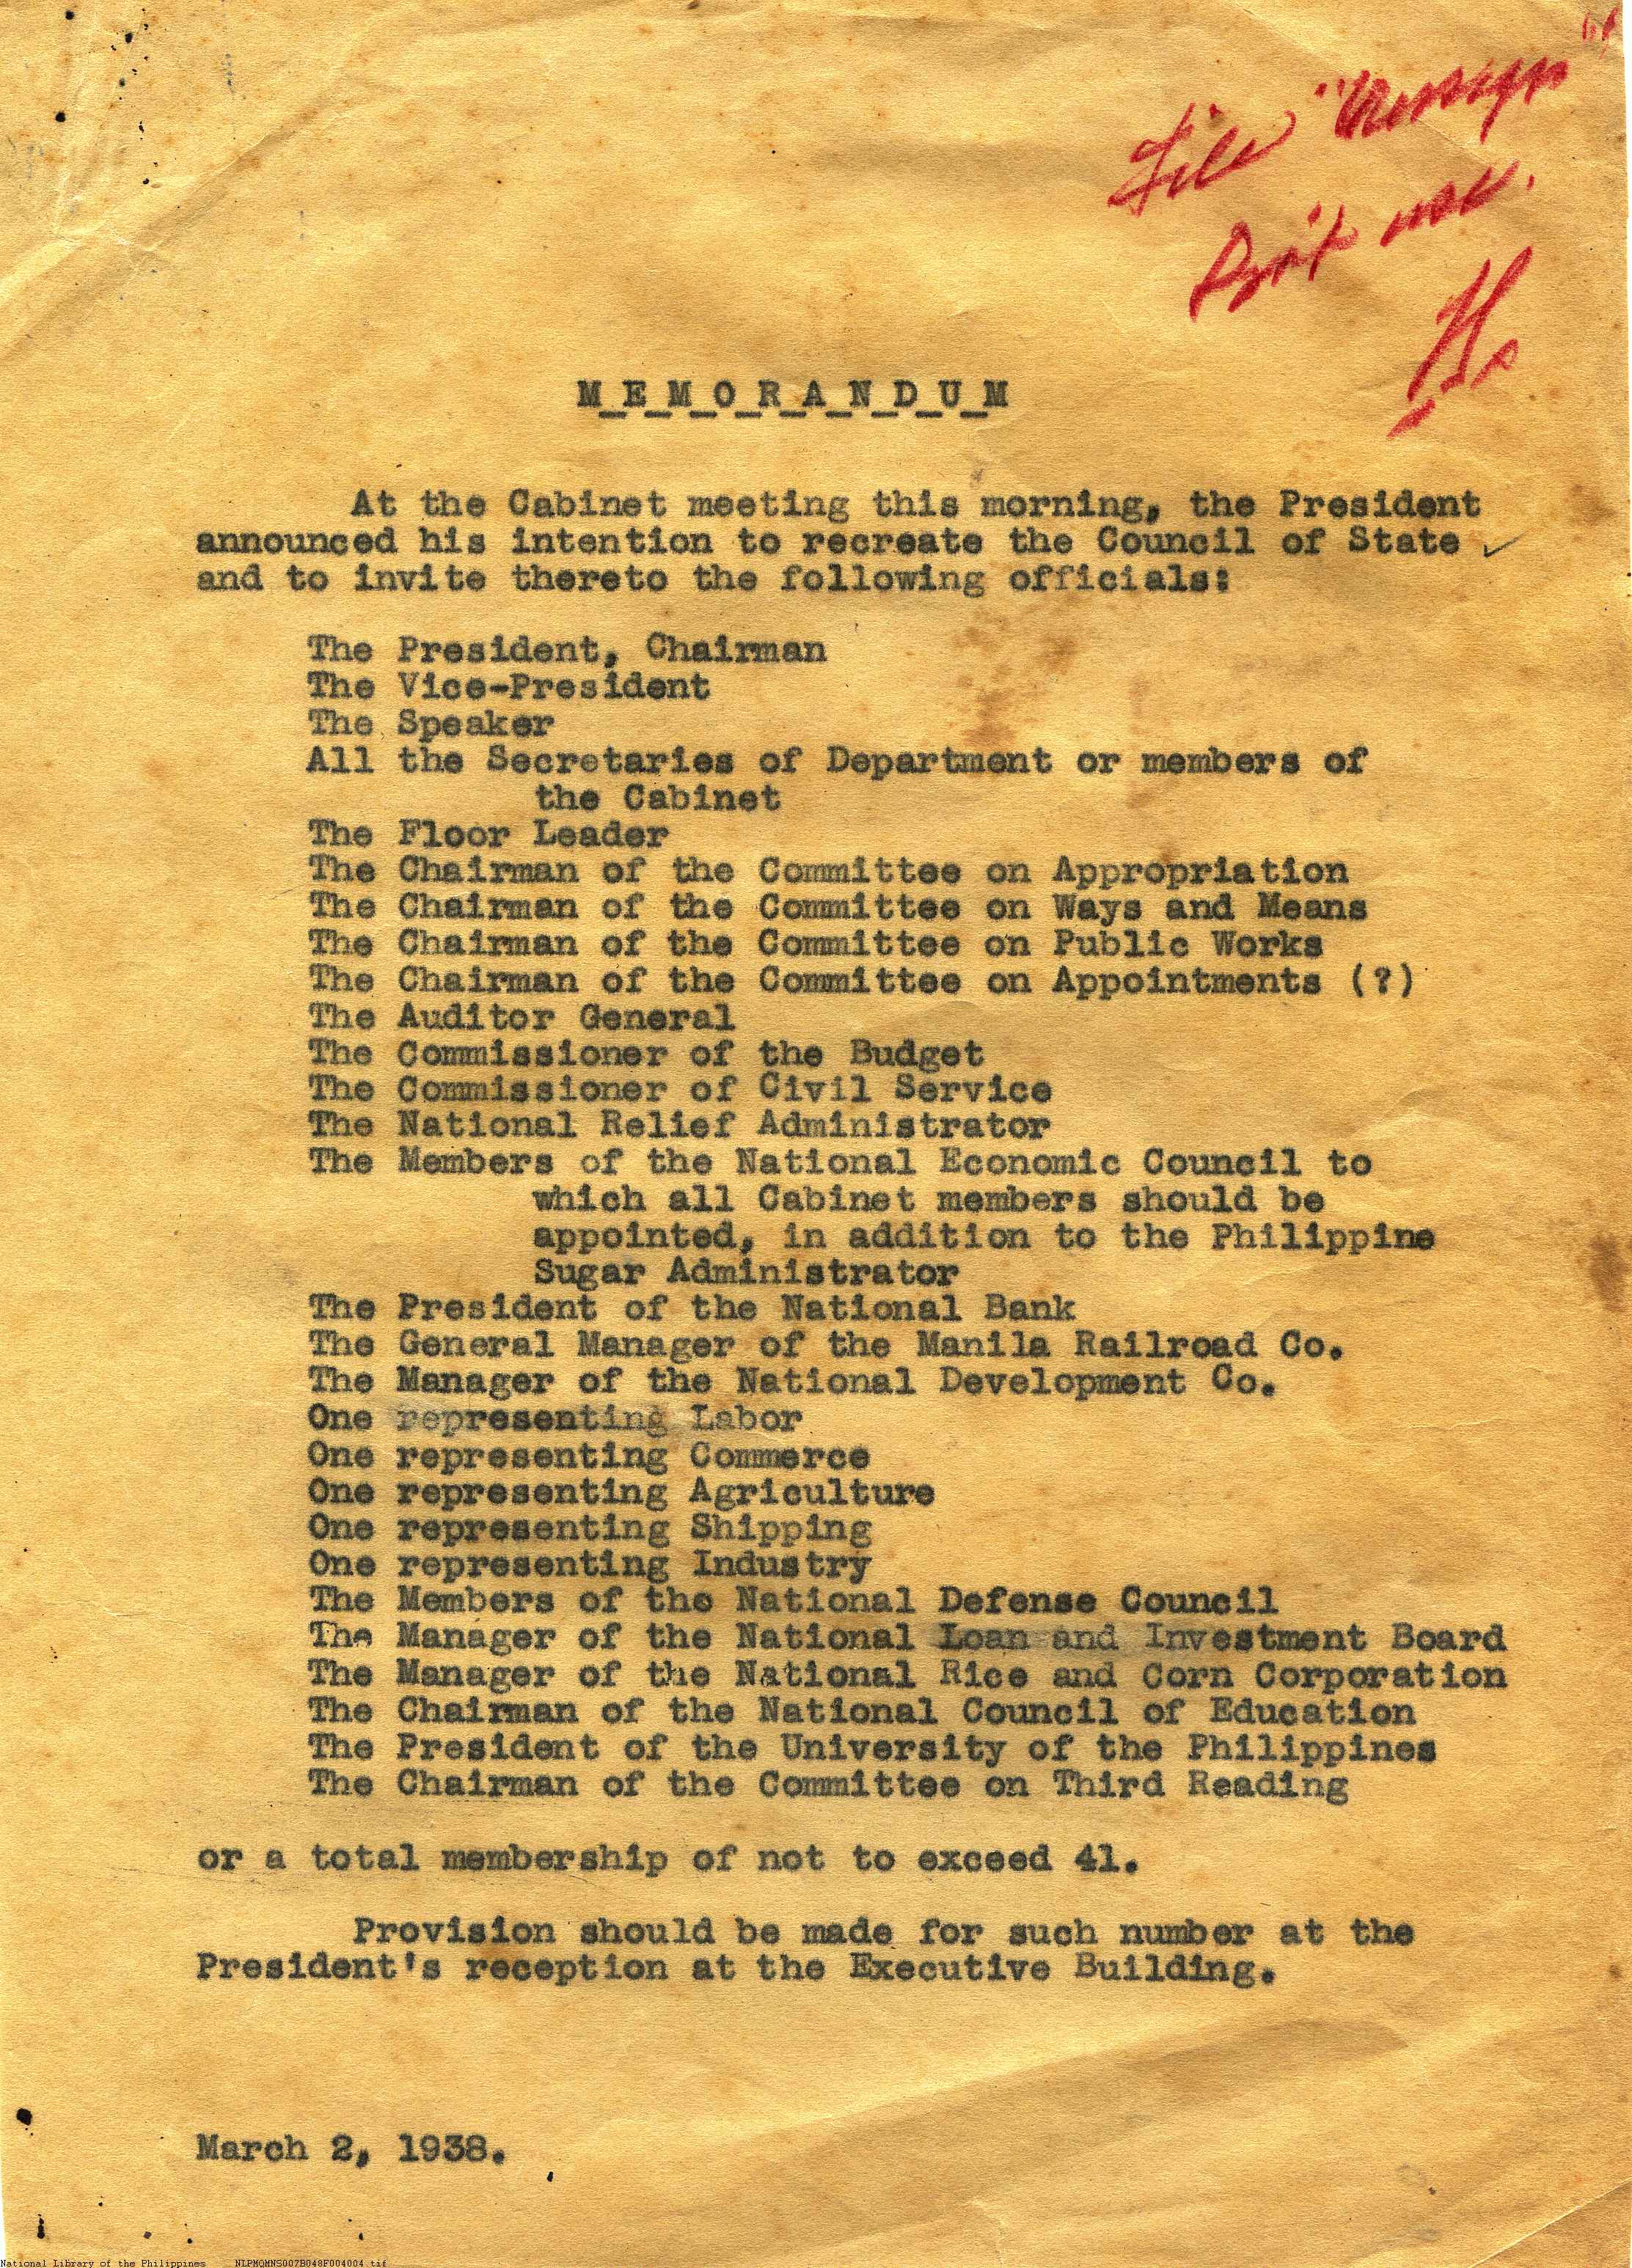 File
Don't use.
M_E_M_O_R_A_N_D_U_M
At the Cabinet meeting this morning, the President
announced his intention to recreate the Council of State
and to invite thereto the following officials:
The President, Chairman
The Vice-President
The Speaker
All the Secretaries of Department or members of
the Cabinet
The Floor Leader
The Chairman of the Committee on Appropriation
The Chairman of the Committee on Ways and Means
The Chairman of the Committee on Public Works
The Chairman of the Committee on Appointments (?)
The Auditor General
The Commissioner of the Budget
The Commissioner of Civil Service
The National Relief Administrator
The Members of the National Economic Council to
which all Cabinet members should be
appointed, in addition to the Philippine
Sugar Administrator
The President of the National Bank
The General Manager of the Manila Railroad Co.
The Manager of the National Development Co.
One representing Labor
One representing Commerce
One representing Agriculture
One representing Shipping
One representing Industry
The Members of the National Defense Council
The Manager of the National Loan and Investment Board
The Manager of the National Rice and Corn Corporation
The Chairman of the National Council of Education
The President of the University of the Philippines
The Chairman of the Committee on Third Reading
or a total membership of not to exceed 41.
Provision should be made for such number at the
President's reception at the Executive Building.
March 2, 1938.
National Library of the Philippines NLPMQMNS007B048F004004.tif